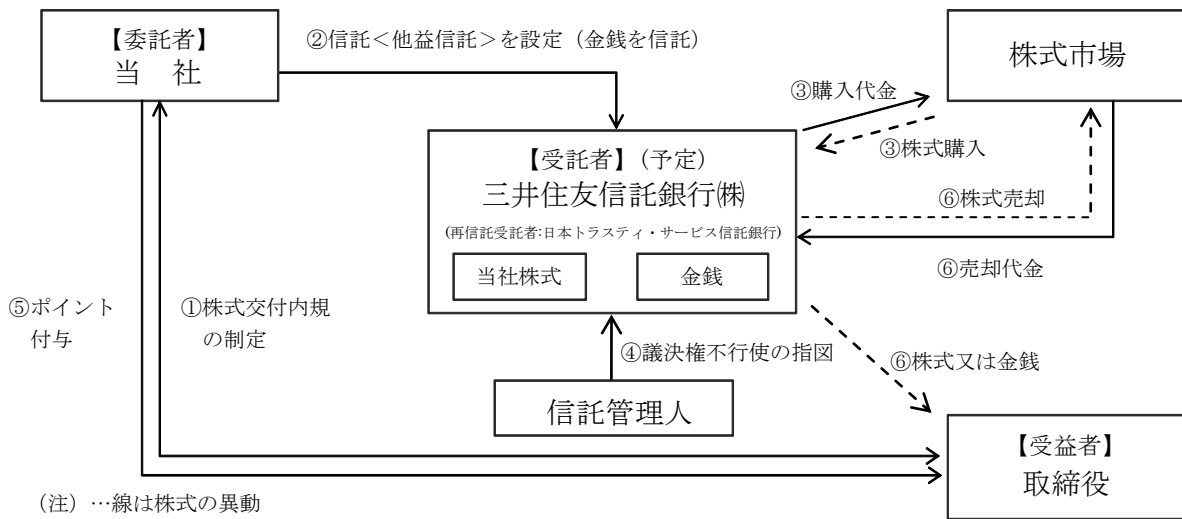 【委託者】
当　社
②信託＜他益信託＞を設定（金銭を信託）
株式市場
③購入代金
③株式購入
【受託者】（予定）
三井住友信託銀行㈱
(再信託受託者:日本トラスティ・サービス信託銀行)
当社株式
金銭
⑥株式売却
⑥売却代金
⑤ポイント
付与
①株式交付内規
の制定
④議決権不行使の指図
⑥株式又は金銭
信託管理人
【受益者】
取締役
（注）…線は株式の異動